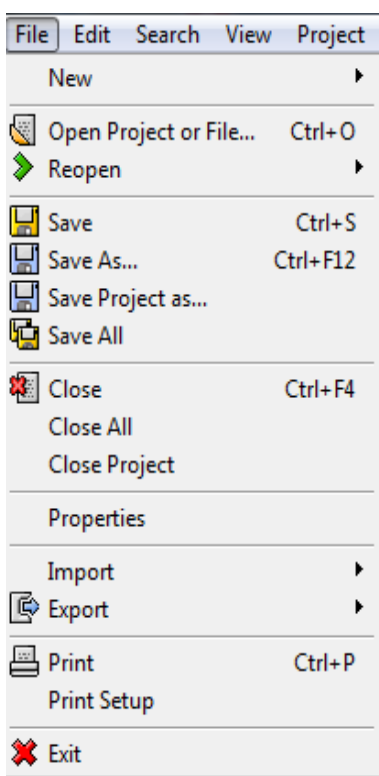 File Edit Search View Project
New
Open Project or File... Ctrl+O
Reopen
Save Ctrl+S
Save As... Ctrl+F12
Save Project as...
Save All
Close Ctrl+F4
Close All
Close Project
Properties
Import
Export
Print Ctrl+P
Print Setup
Exit